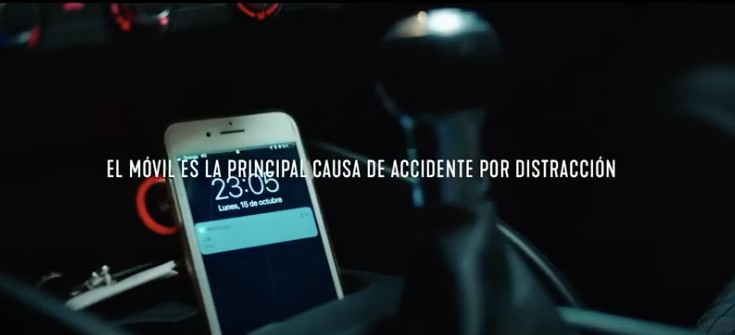 EL MÓVIL ES LA PRINCIPAL CAUSA DE ACCIDENTE POR DISTRACCIÓN
23:05
Lunes, 15 de octubre